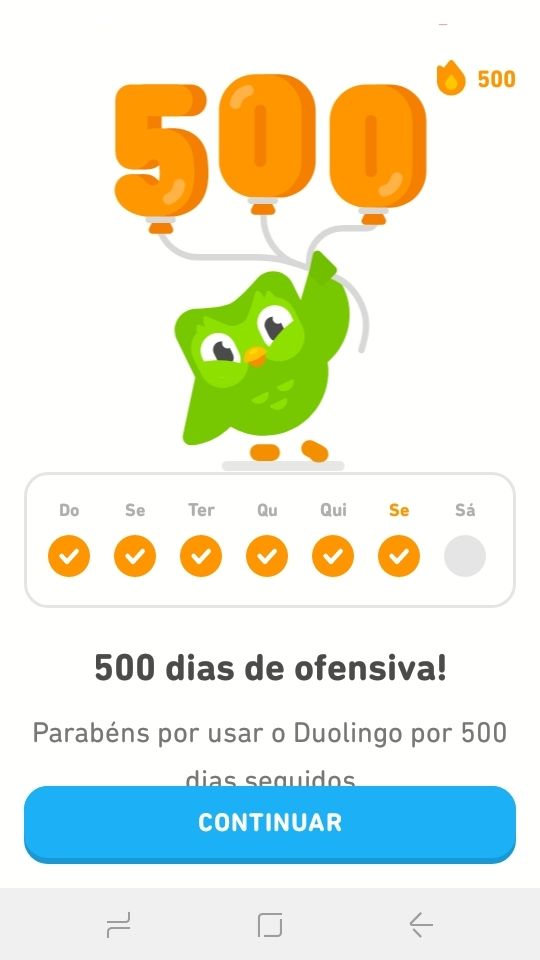 500
500
Do Se Ter Qu Qui Se Sá
500 dias de ofensiva!
Parabéns por usar o Duolingo por 500
dias seguidos
CONTINUAR